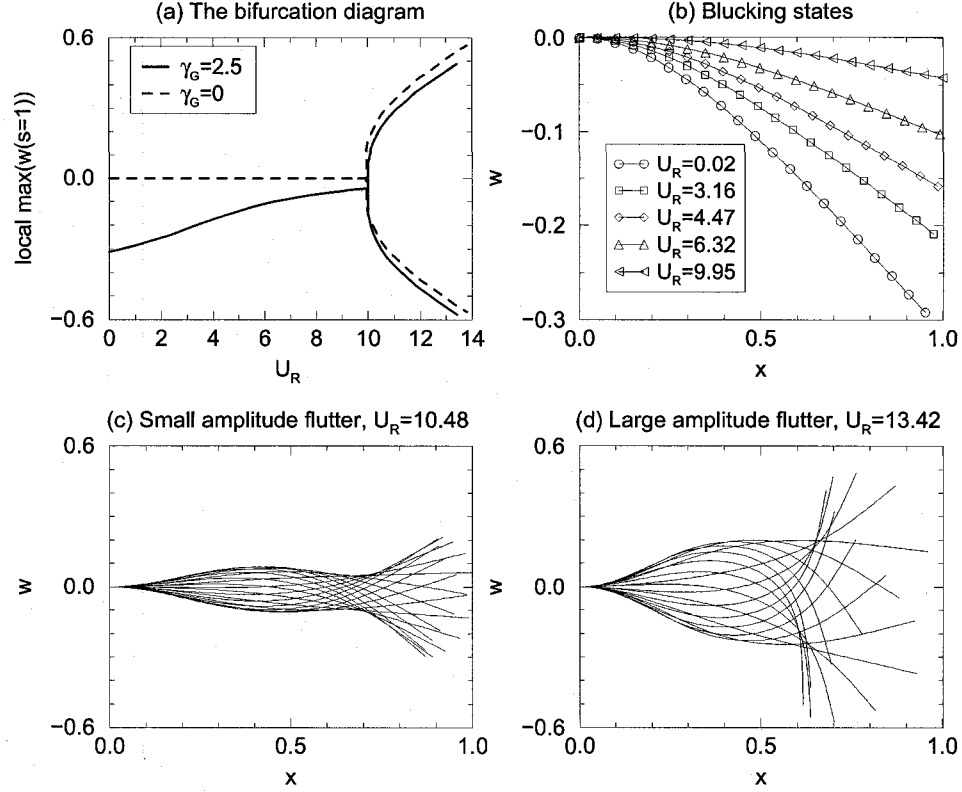 (a) The bifurcation diagram
0.6
0.0
−0.6
local max(w(s=1))
γG=2.5
γG=0
0 2 4 6 8 10 12 14
UR
(b) Blucking states
0.0
−0.1
−0.2
−0.3
w
UR=0.02
UR=3.16
UR=4.47
UR=6.32
UR=9.95
0.0 0.5 1.0
x
(c) Small amplitude flutter, UR=10.48
0.6
0.0
−0.6
w
0.0 0.5 1.0
x
(d) Large amplitude flutter, UR=13.42
0.6
0.0
−0.6
w
0.0 0.5 1.0
x